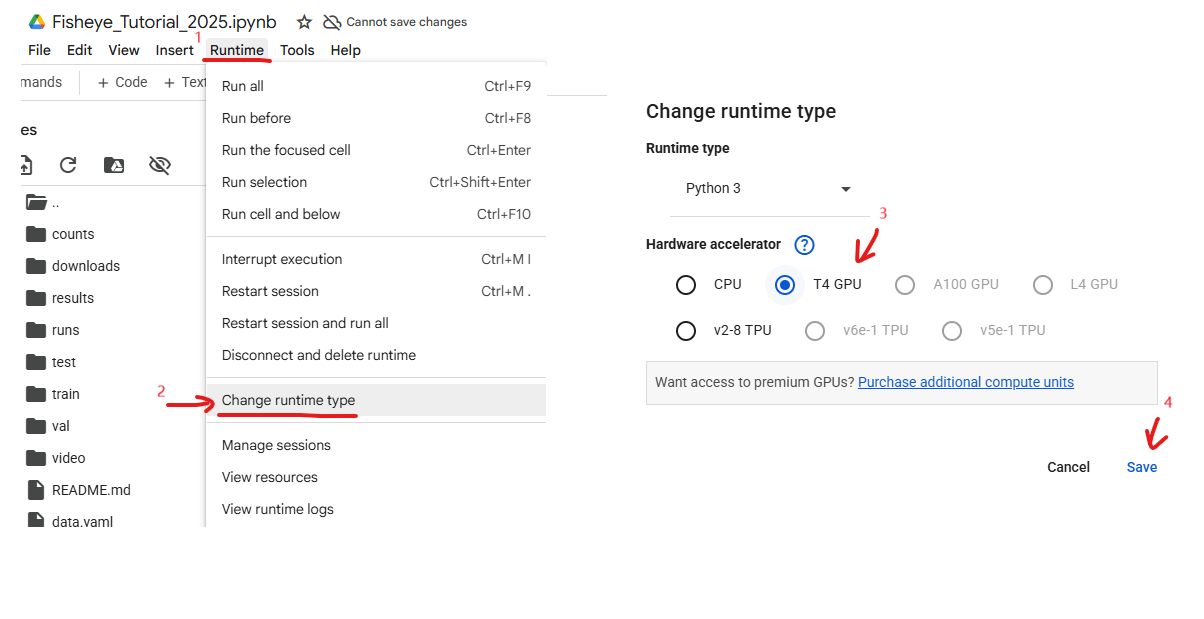 Fisheye_Tutorial_2025.ipynb Cannot save changes
1
File Edit View Insert Runtime Tools Help
mands + Code + Text
es
..
counts
downloads
results
runs
test
train
val
video
README.md
data.yaml
Run all Ctrl+F9
Run before Ctrl+F8
Run the focused cell Ctrl+Enter
Run selection Ctrl+Shift+Enter
Run cell and below Ctrl+F10
Interrupt execution Ctrl+M I
Restart session Ctrl+M .
Restart session and run all
Disconnect and delete runtime
2
Change runtime type
Manage sessions
View resources
View runtime logs
Change runtime type
Runtime type
Python 3
3
Hardware accelerator ?
CPU T4 GPU A100 GPU L4 GPU
v2-8 TPU v6e-1 TPU v5e-1 TPU
Want access to premium GPUs? Purchase additional compute units
4
Cancel Save